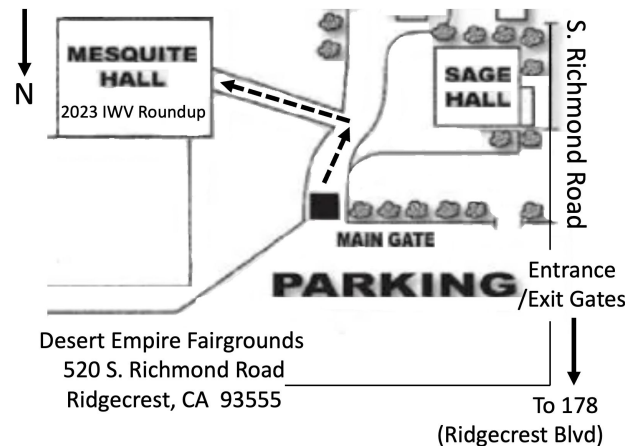 N
MESQUITE
HALL
2023 IWV Roundup
SAGE
HALL
S. Richmond Road
MAIN GATE
PARKING
Entrance
/Exit Gates
Desert Empire Fairgrounds
520 S. Richmond Road
Ridgecrest, CA 93555
To 178
(Ridgecrest Blvd)